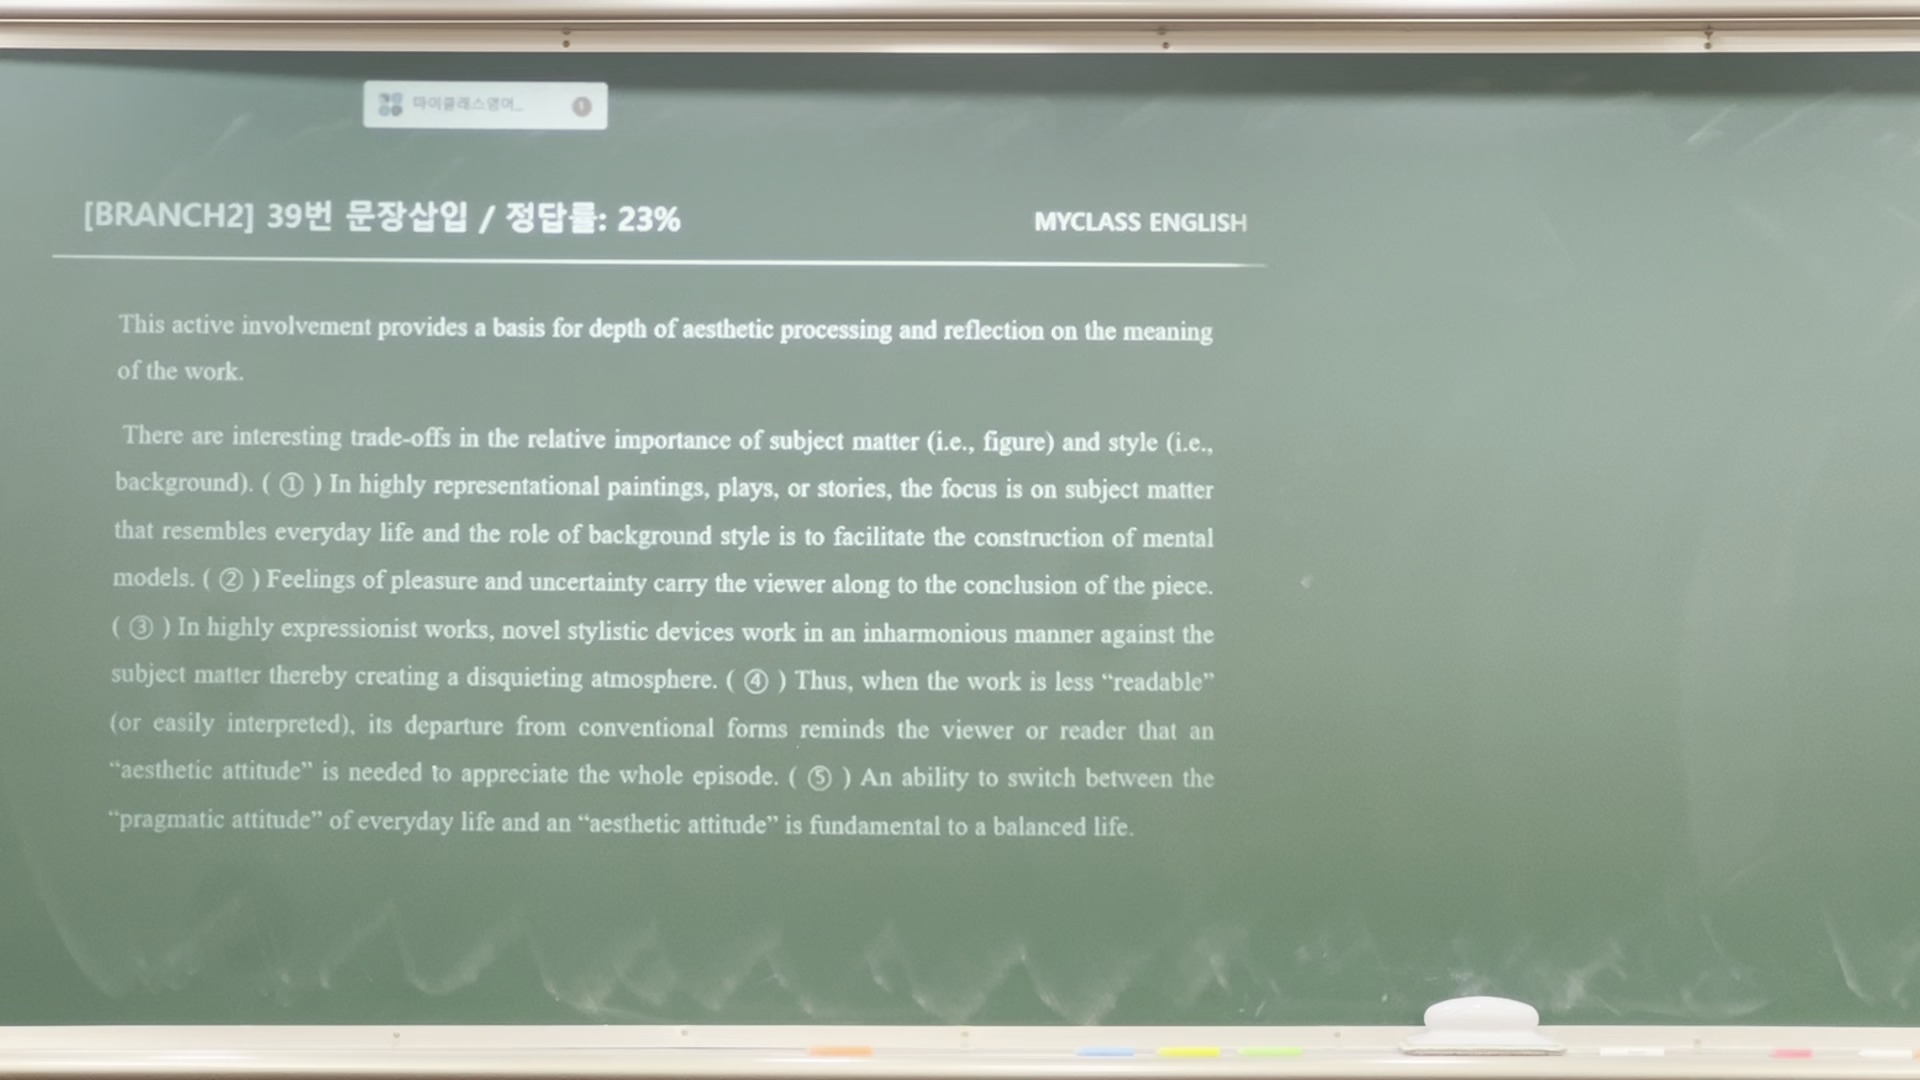 마이클래스영어... 1
[BRANCH2] 39번 문장삽입 / 정답률: 23%
MYCLASS ENGLISH
This active involvement provides a basis for depth of aesthetic processing and reflection on the meaning
of the work.
There are interesting trade-offs in the relative importance of subject matter (i.e., figure) and style (i.e.,
background). ( ① ) In highly representational paintings, plays, or stories, the focus is on subject matter
that resembles everyday life and the role of background style is to facilitate the construction of mental
models. ( ② ) Feelings of pleasure and uncertainty carry the viewer along to the conclusion of the piece.
( ③ ) In highly expressionist works, novel stylistic devices work in an inharmonious manner against the
subject matter thereby creating a disquieting atmosphere. ( ④ ) Thus, when the work is less “readable”
(or easily interpreted), its departure from conventional forms reminds the viewer or reader that an
“aesthetic attitude” is needed to appreciate the whole episode. ( ⑤ ) An ability to switch between the
“pragmatic attitude” of everyday life and an “aesthetic attitude” is fundamental to a balanced life.